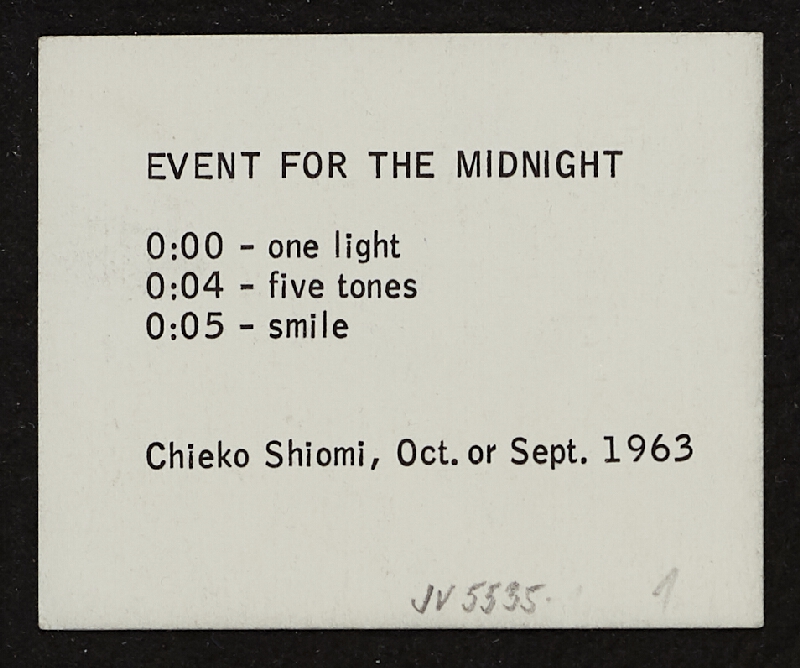 EVENT FOR THE MIDNIGHT
0:00 - one light
0:04 - five tones
0:05 - smile
Chieko Shiomi, Oct. or Sept. 1963
JV 5535. 1